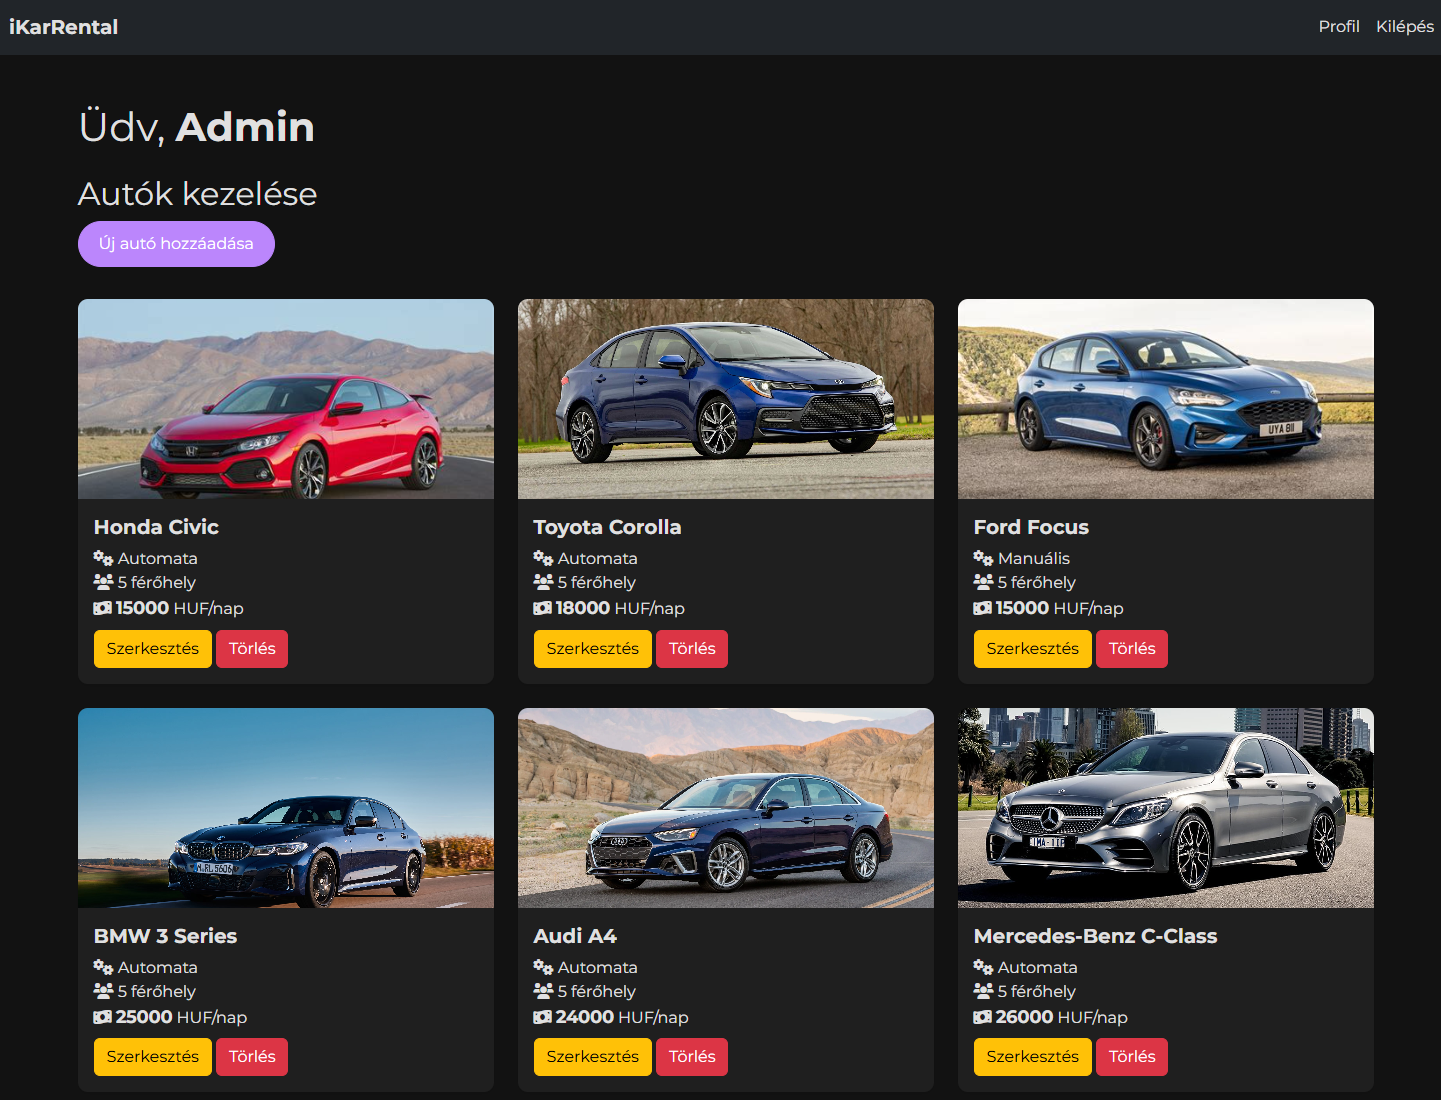 iKarRental
Profil Kilépés
Üdv, Admin
Autók kezelése
Új autó hozzáadása
UYA 811
Honda Civic
Automata
5 férőhely
15000 HUF/nap
Szerkesztés Törlés
Toyota Corolla
Automata
5 férőhely
18000 HUF/nap
Szerkesztés Törlés
Ford Focus
Manuális
5 férőhely
15000 HUF/nap
Szerkesztés Törlés
BMW 3 Series
Automata
5 férőhely
25000 HUF/nap
Szerkesztés Törlés
Audi A4
Automata
5 férőhely
24000 HUF/nap
Szerkesztés Törlés
Mercedes-Benz C-Class
Automata
5 férőhely
26000 HUF/nap
Szerkesztés Törlés